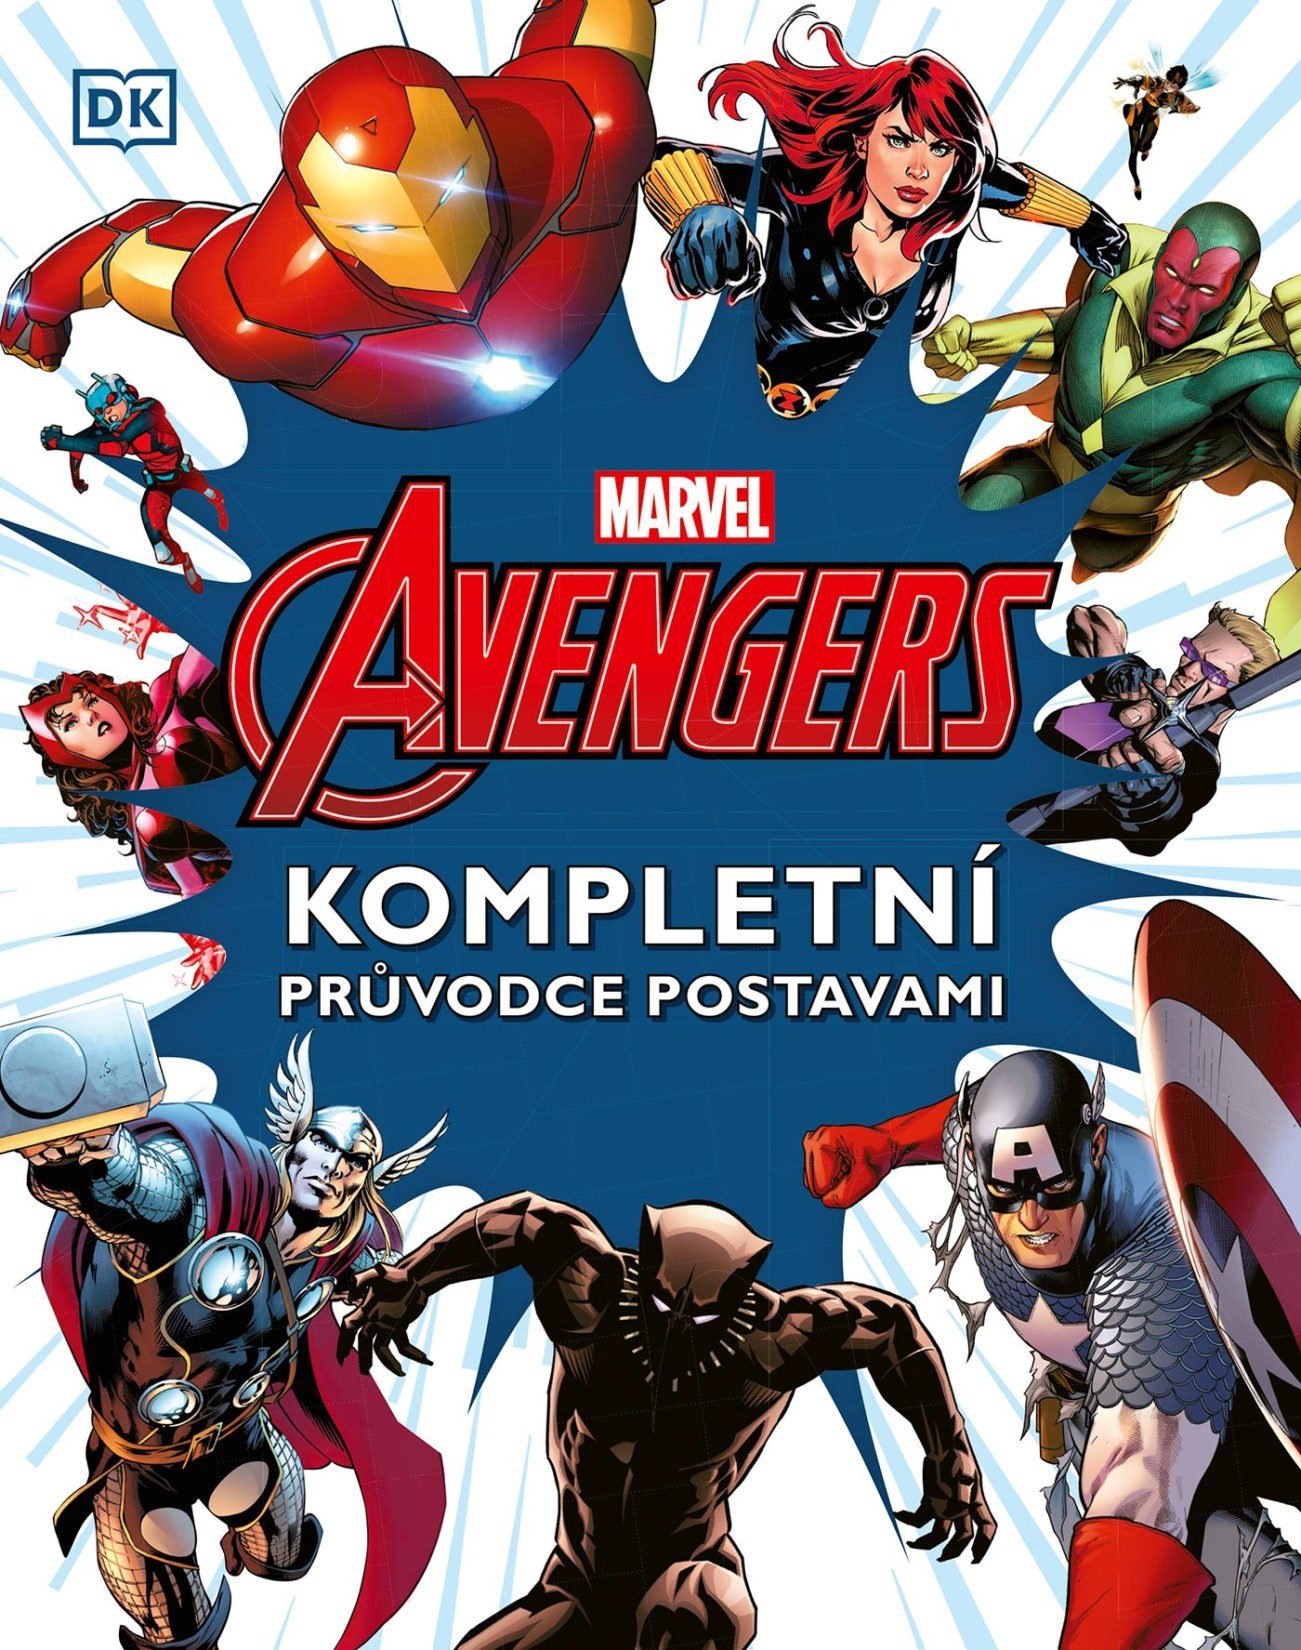 DK
MARVEL
AVENGERS
KOMPLETNÍ
PRŮVODCE POSTAVAMI
A